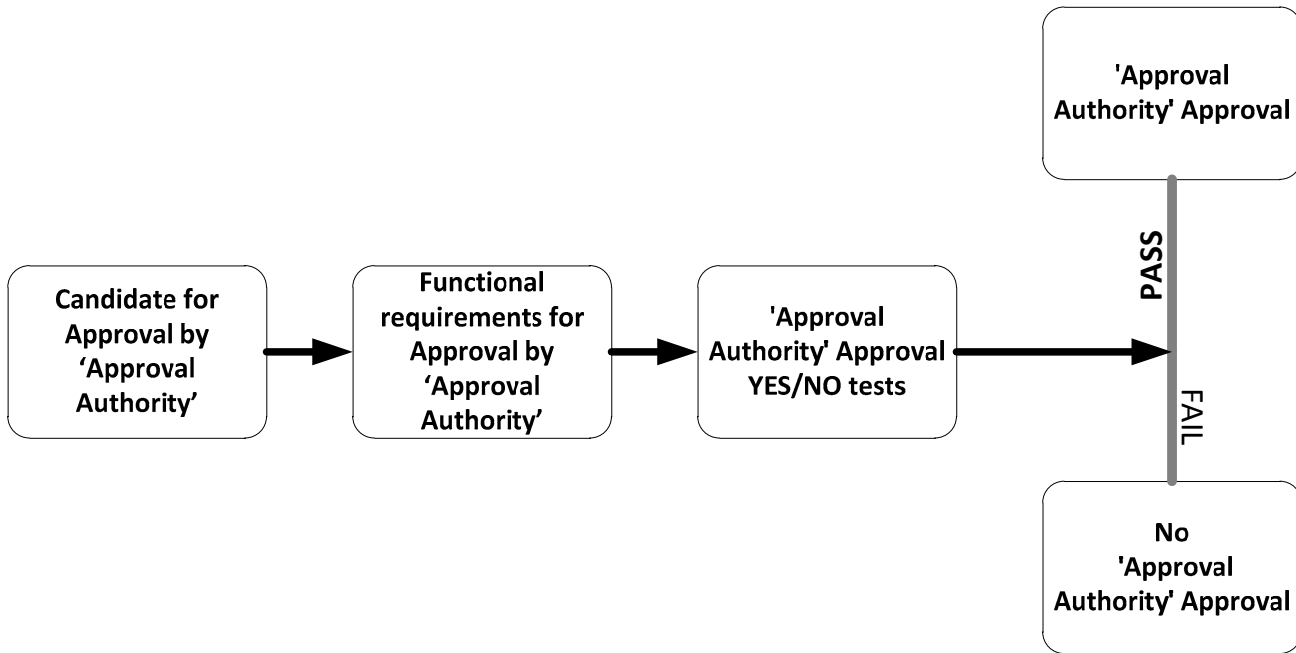 'Approval
Authority' Approval
PASS
Candidate for
Approval by
‘Approval
Authority’
Functional
requirements for
Approval by
‘Approval
Authority’
'Approval
Authority' Approval
YES/NO tests
FAIL
No
'Approval
Authority' Approval